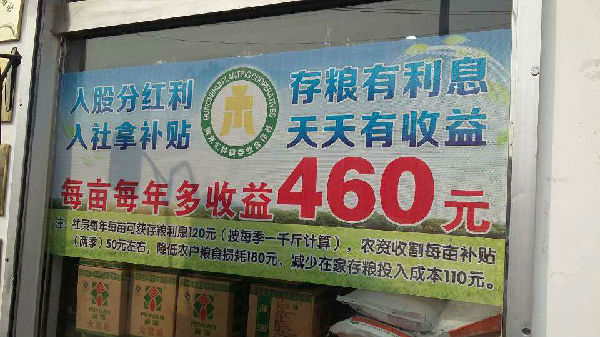 入股分红利
入社拿补贴
存粮有利息
天天有收益
每亩每年多收益460元
注：社员每年每亩可获存粮利息120元（按每季一千斤计算）、农资收割每亩补贴
（两季）50元左右，降低农户粮食损耗180元，减少在家存粮投入成本110元。
PUYUAN
PUYUAN